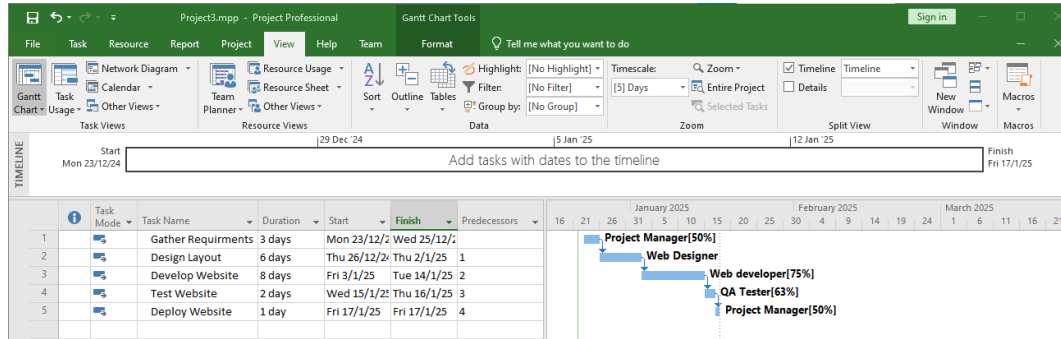 Project3.mpp - Project Professional
Gantt Chart Tools
Sign in
File Task Resource Report Project View Help Team Format Tell me what you want to do
Gantt Chart
Task Usage
Network Diagram
Calendar
Other Views
Task Views
Team Planner
Resource Usage
Resource Sheet
Other Views
Resource Views
Sort
Outline
Tables
Highlight: [No Highlight]
Filter: [No Filter]
Group by: [No Group]
Data
Timescale:
[5] Days
Zoom
Entire Project
Selected Tasks
Zoom
Timeline Timeline
Details
Split View
New Window
Window
Macros
Macros
TIMELINE
29 Dec '24 5 Jan '25 12 Jan '25
Start
Mon 23/12/24
Add tasks with dates to the timeline
Finish
Fri 17/1/25
Task Mode Task Name Duration Start Finish Predecessors
January 2025 February 2025 March 2025
16 21 26 31 5 10 15 20 25 30 4 9 14 19 24 1 6 11 16 21
1 Gather Requirments 3 days Mon 23/12/2 Wed 25/12/2
2 Design Layout 6 days Thu 26/12/24 Thu 2/1/25 1
3 Develop Website 8 days Fri 3/1/25 Tue 14/1/25 2
4 Test Website 2 days Wed 15/1/25 Thu 16/1/25 3
5 Deploy Website 1 day Fri 17/1/25 Fri 17/1/25 4
Project Manager[50%]
Web Designer
Web developer[75%]
QA Tester[63%]
Project Manager[50%]